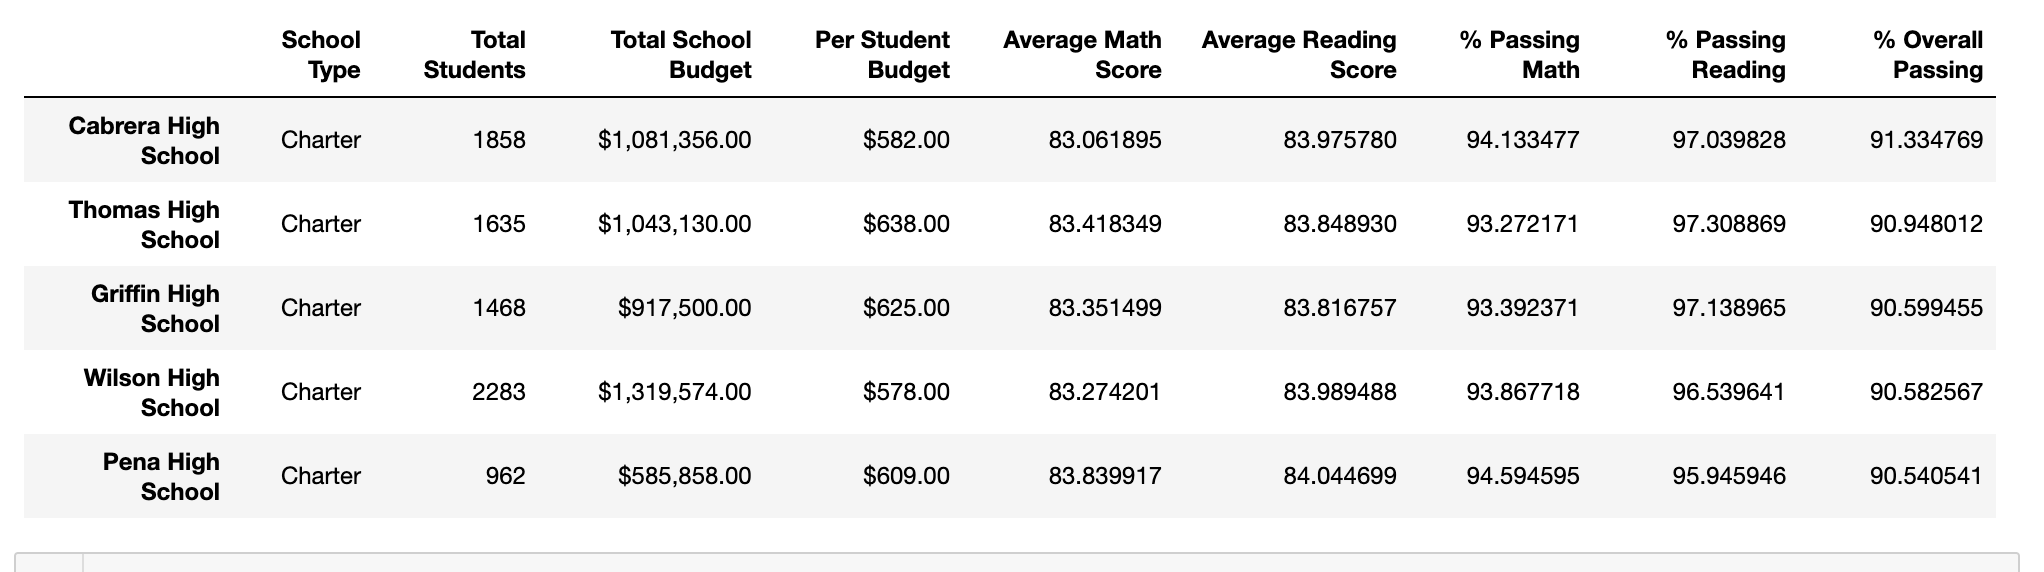 School Type Total Students Total School Budget Per Student Budget Average Math Score Average Reading Score % Passing Math % Passing Reading % Overall Passing
Cabrera High School Charter 1858 $1,081,356.00 $582.00 83.061895 83.975780 94.133477 97.039828 91.334769
Thomas High School Charter 1635 $1,043,130.00 $638.00 83.418349 83.848930 93.272171 97.308869 90.948012
Griffin High School Charter 1468 $917,500.00 $625.00 83.351499 83.816757 93.392371 97.138965 90.599455
Wilson High School Charter 2283 $1,319,574.00 $578.00 83.274201 83.989488 93.867718 96.539641 90.582567
Pena High School Charter 962 $585,858.00 $609.00 83.839917 84.044699 94.594595 95.945946 90.540541